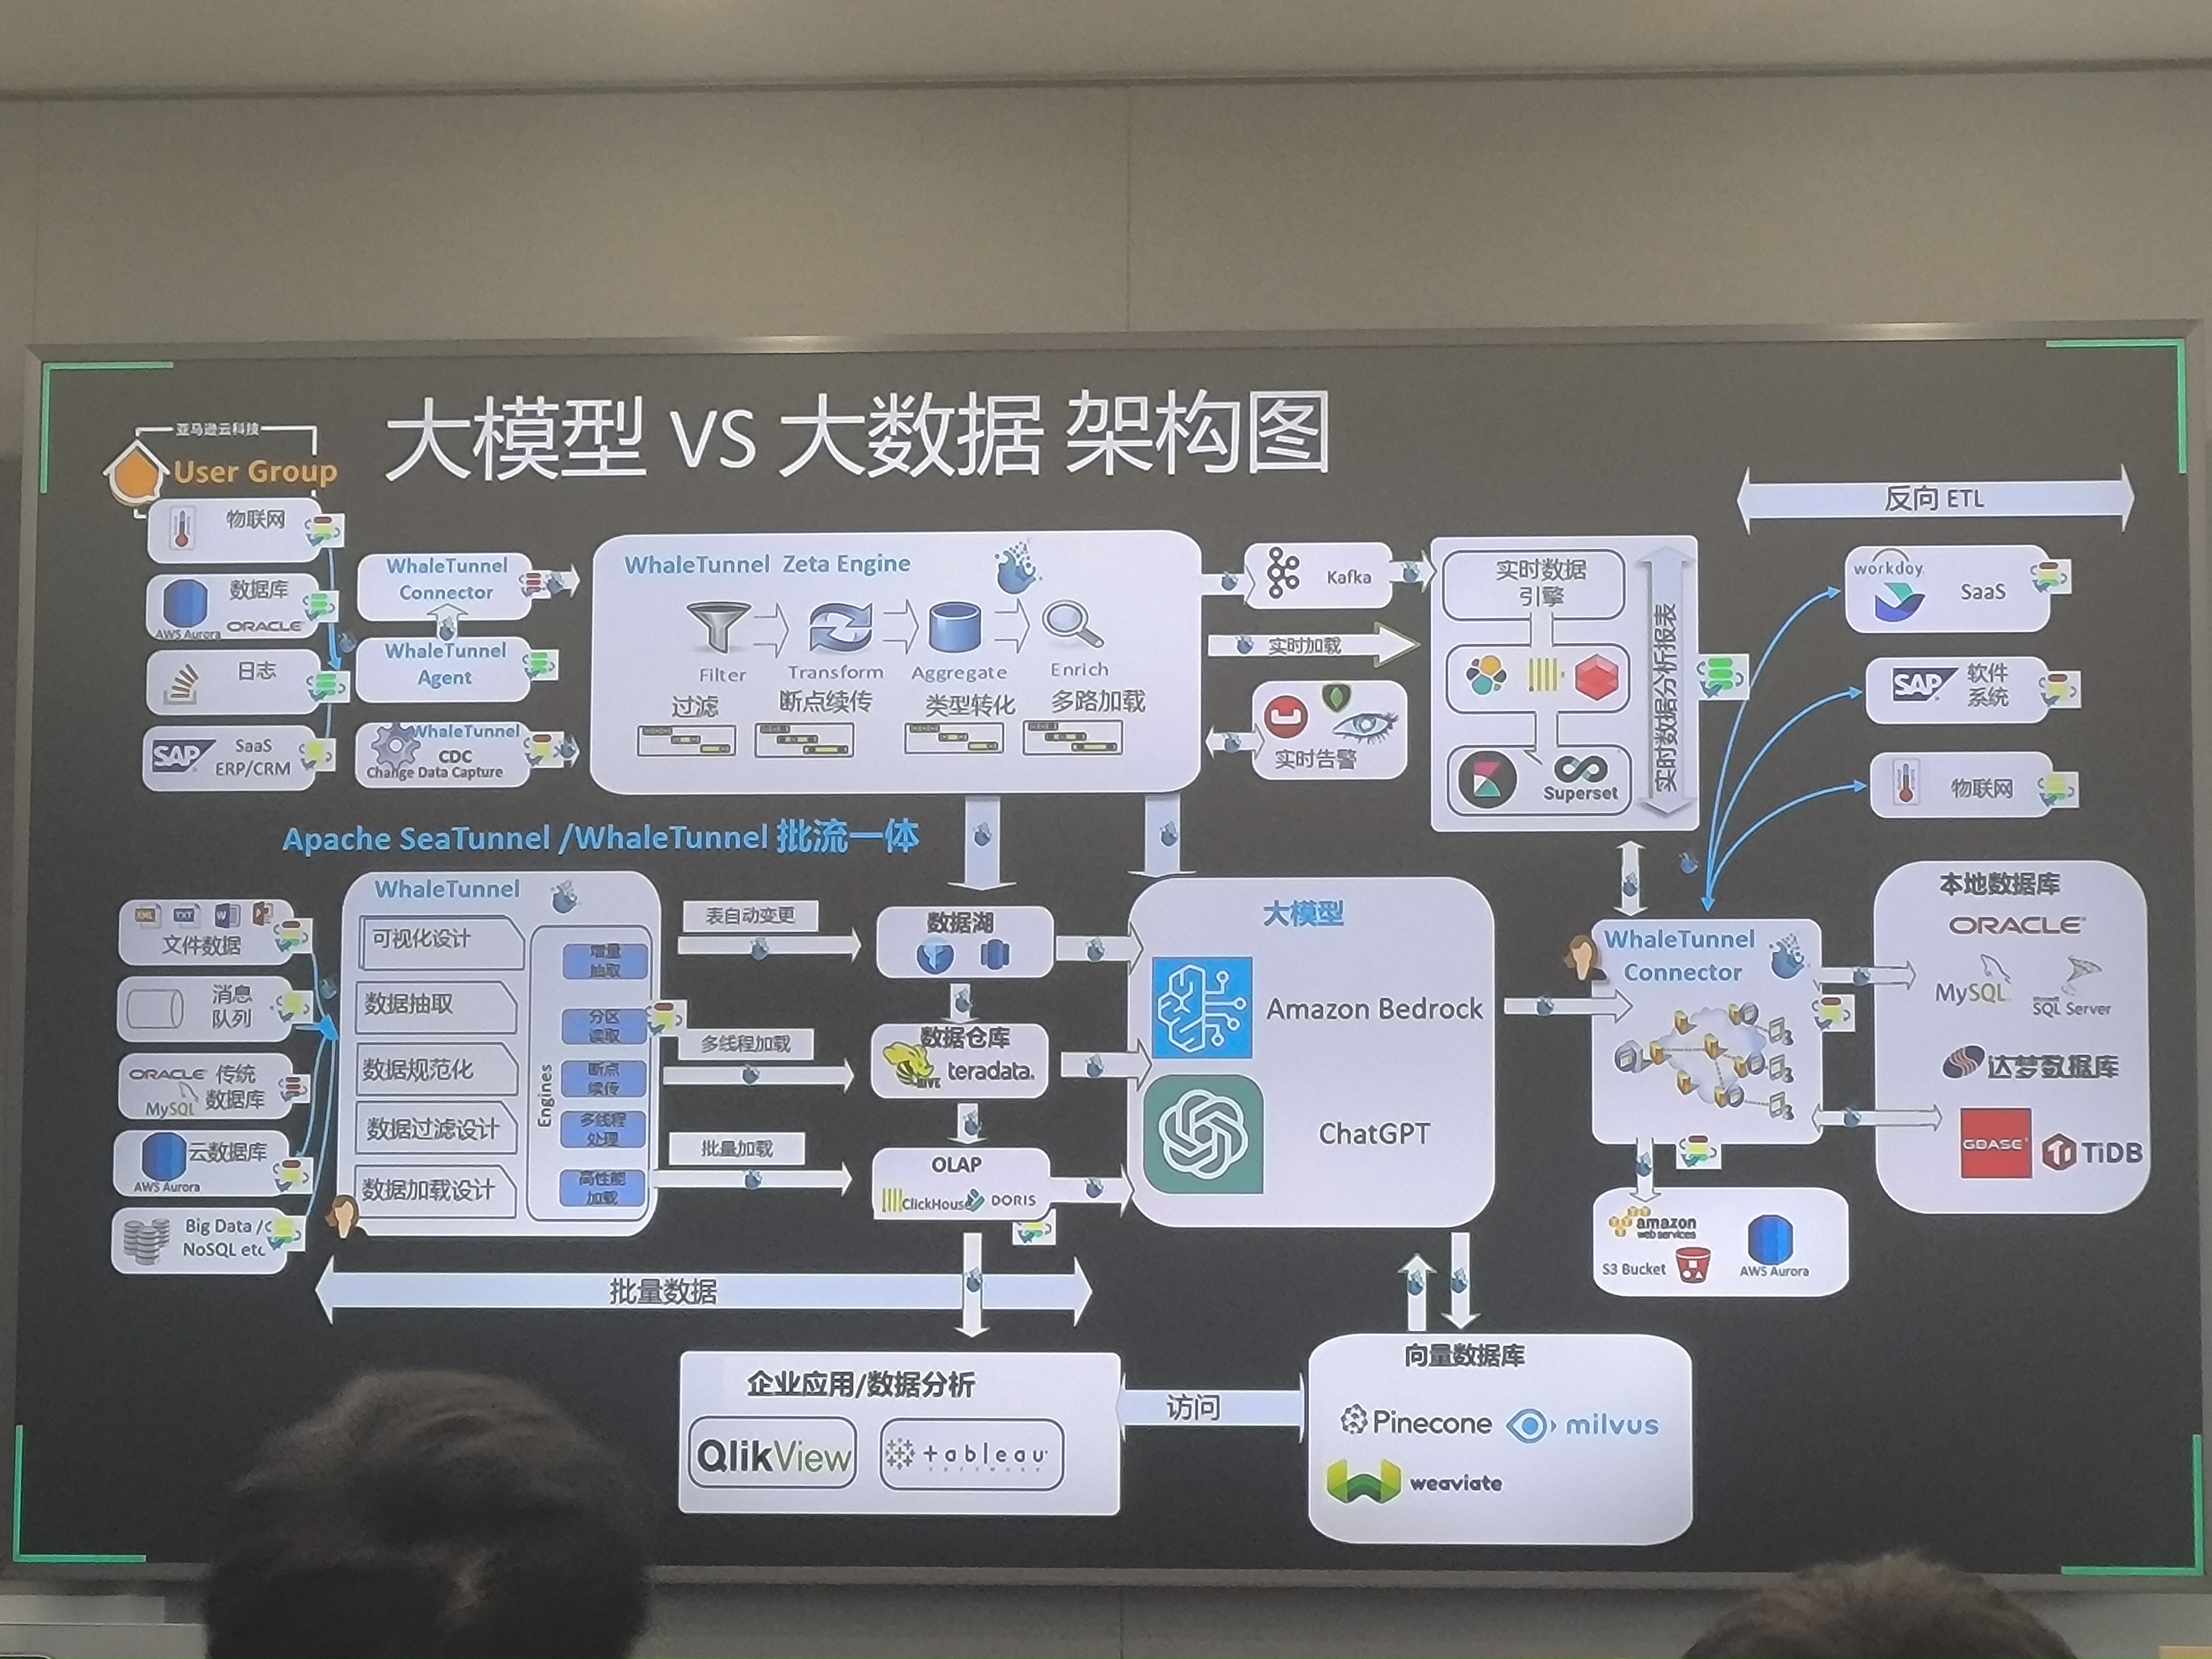 大模型 VS 大数据 架构图
亚马逊云科技
User Group
反向 ETL
物联网
数据库
AWS Aurora ORACLE
日志
SAP SaaS
ERP/CRM
WhaleTunnel
Connector
WhaleTunnel
Agent
WhaleTunnel
CDC
Change Data Capture
WhaleTunnel Zeta Engine
Filter Transform Aggregate Enrich
过滤 断点续传 类型转化 多路加载
Kafka
实时加载
实时告警
实时数据
引擎
Superset
实时数据分析报表
workday.
SaaS
SAP 软件
系统
物联网
Apache SeaTunnel /WhaleTunnel 批流一体
XML TXT W P
文件数据
消息
队列
ORACLE 传统
MySQL 数据库
云数据库
AWS Aurora
Big Data /
NoSQL etc
WhaleTunnel
可视化设计
数据抽取
数据规范化
数据过滤设计
数据加载设计
Engines
增量
抽取
分区
读取
断点
续传
多线程
处理
高性能
加载
表自动变更
多线程加载
批量加载
数据湖
数据仓库
HIVE teradata.
OLAP
ClickHouse DORIS
大模型
Amazon Bedrock
ChatGPT
WhaleTunnel
Connector
本地数据库
ORACLE
MySQL
Microsoft
SQL Server
达梦数据库
GBASE
TiDB
amazon
web services
S3 Bucket AWS Aurora
批量数据
企业应用/数据分析
QlikView
+ableau
SOFTWARE
访问
向量数据库
Pinecone milvus
weaviate